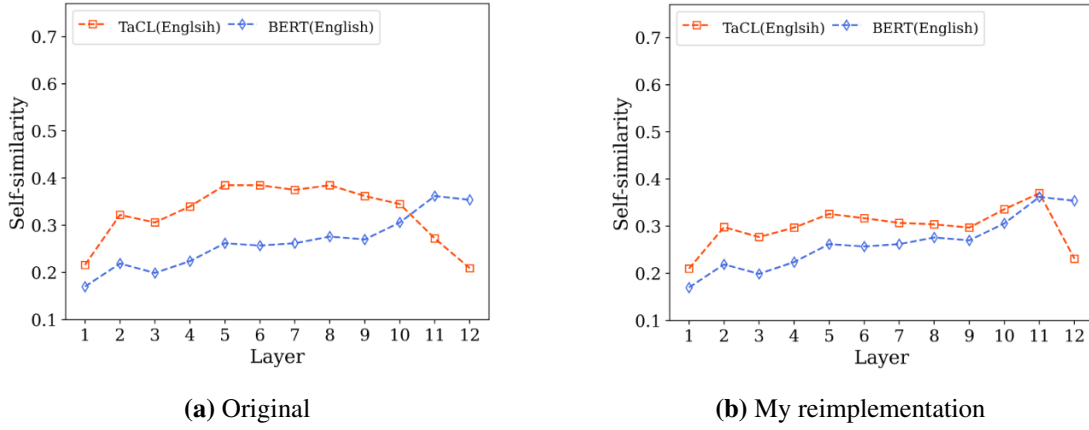 TaCL(Englsih) BERT(English)
Self-similarity
0.7
0.6
0.5
0.4
0.3
0.2
0.1
1 2 3 4 5 6 7 8 9 10 11 12
Layer
(a) Original
TaCL(Englsih) BERT(English)
Self-similarity
0.7
0.6
0.5
0.4
0.3
0.2
0.1
1 2 3 4 5 6 7 8 9 10 11 12
Layer
(b) My reimplementation